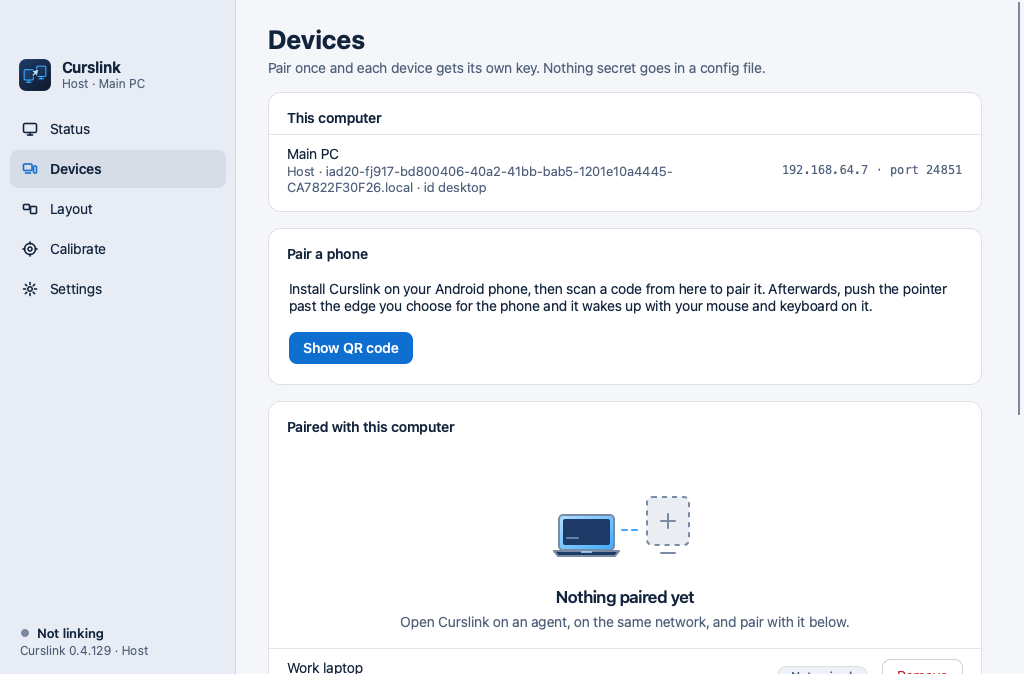 Curslink
Host · Main PC
Status
Devices
Layout
Calibrate
Settings
Not linking
Curslink 0.4.129 · Host
Devices
Pair once and each device gets its own key. Nothing secret goes in a config file.
This computer
Main PC
Host · iad20-fj917-bd800406-40a2-41bb-bab5-1201e10a4445-
CA7822F30F26.local · id desktop
192.168.64.7 · port 24851
Pair a phone
Install Curslink on your Android phone, then scan a code from here to pair it. Afterwards, push the pointer
past the edge you choose for the phone and it wakes up with your mouse and keyboard on it.
Show QR code
Paired with this computer
Nothing paired yet
Open Curslink on an agent, on the same network, and pair with it below.
Work laptop